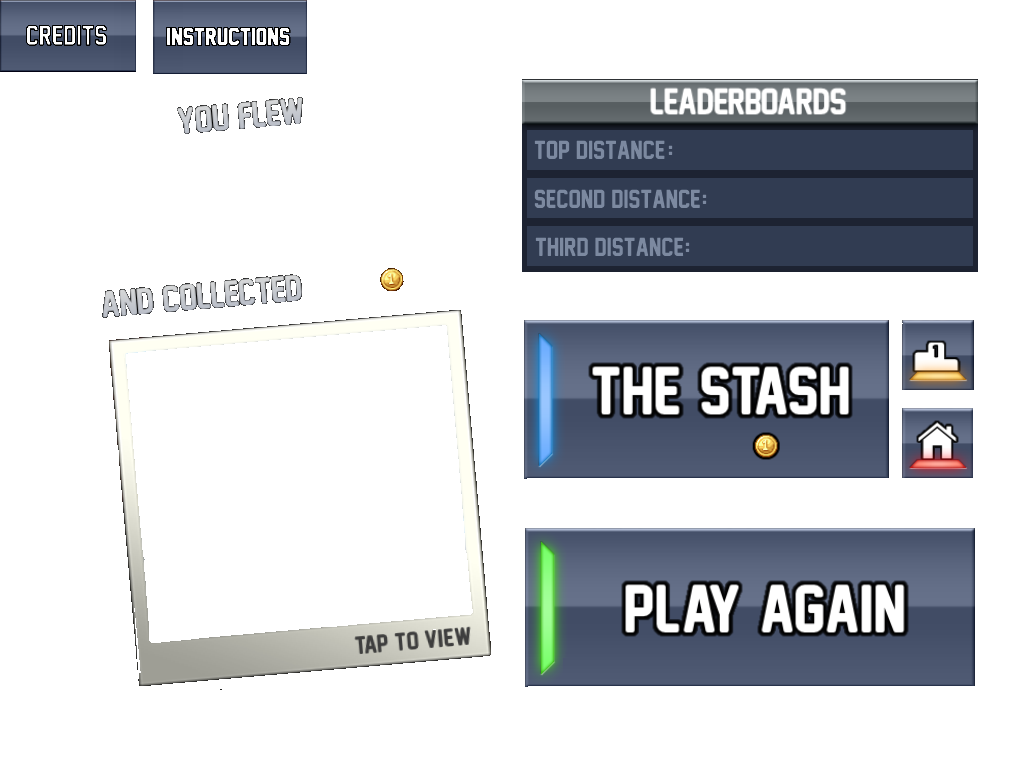 CREDITS
INSTRUCTIONS
YOU FLEW
AND COLLECTED
TAP TO VIEW
LEADERBOARDS
TOP DISTANCE:
SECOND DISTANCE:
THIRD DISTANCE:
THE STASH
1
PLAY AGAIN